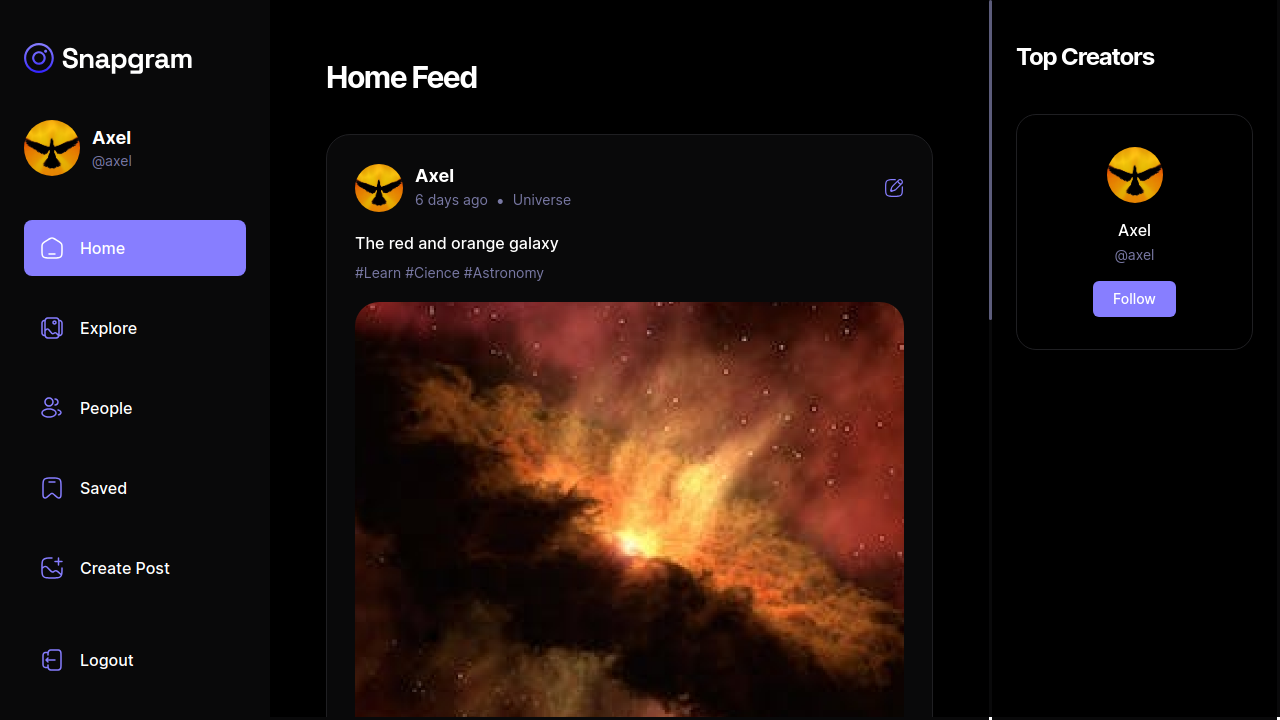 Snapgram
Axel
@axel
Home
Explore
People
Saved
Create Post
Logout
Home Feed
Axel
6 days ago • Universe
The red and orange galaxy
#Learn #Cience #Astronomy
Top Creators
Axel
@axel
Follow